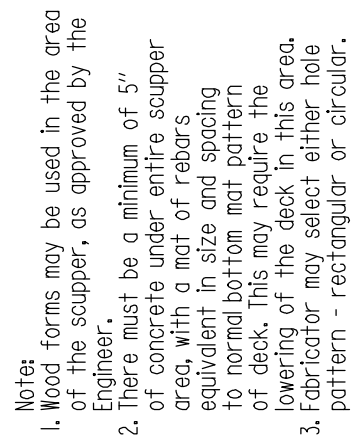 Note:
1. Wood forms may be used in the area
of the scupper, as approved by the
Engineer.
2. There must be a minimum of 5"
of concrete under entire scupper
area, with a mat of rebars
equivalent in size and spacing
to normal bottom mat pattern
of deck. This may require the
lowering of the deck in this area.
3. Fabricator may select either hole
pattern - rectangular or circular.